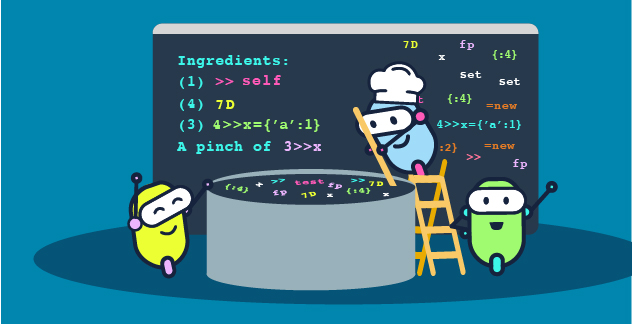 Ingredients:
(1) >> self
(4) 7D
(3) 4>>x={'a':1}
A pinch of 3>>x
7D
fp
x
{:4}
set
set
{:4}
=new
4>>x={'a':1}
:2}
=new
>>
fp
{:4} x >> test fp >> 7D
fp 7D x {:4} x